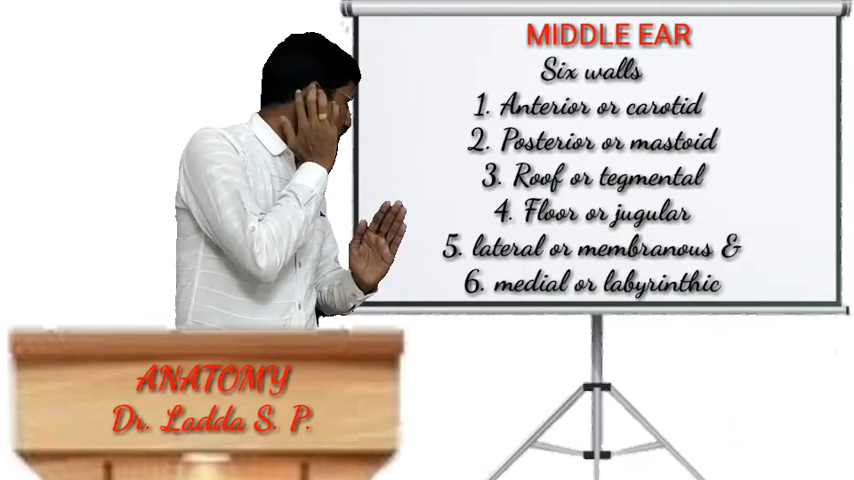 MIDDLE EAR
Six walls
1. Anterior or carotid
2. Posterior or mastoid
3. Roof or tegmental
4. Floor or jugular
5. lateral or membranous &
6. medial or labyrinthic
ANATOMY
Dr. Ladda S. P.